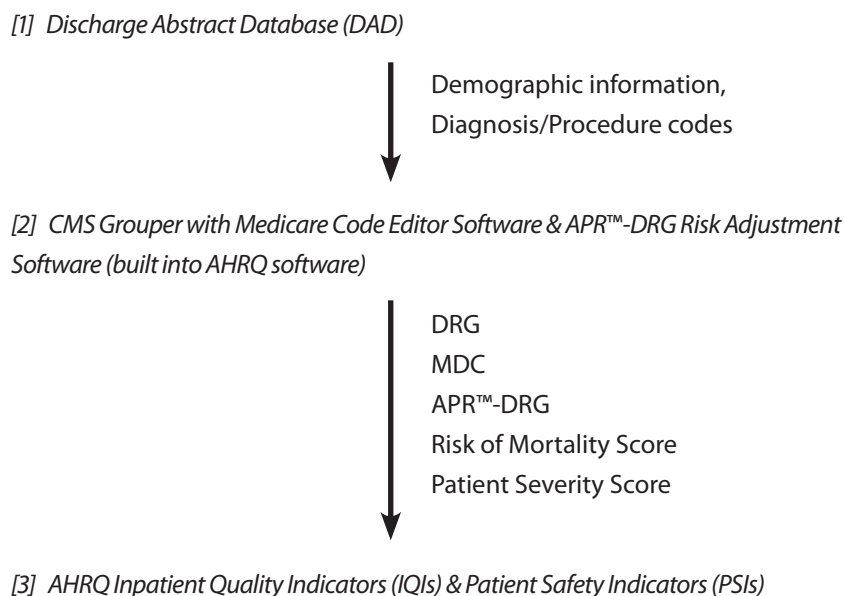 [1] Discharge Abstract Database (DAD)
Demographic information,
Diagnosis/Procedure codes
[2] CMS Grouper with Medicare Code Editor Software & APR™-DRG Risk Adjustment
Software (built into AHRQ software)
DRG
MDC
APR™-DRG
Risk of Mortality Score
Patient Severity Score
[3] AHRQ Inpatient Quality Indicators (IQIs) & Patient Safety Indicators (PSIs)